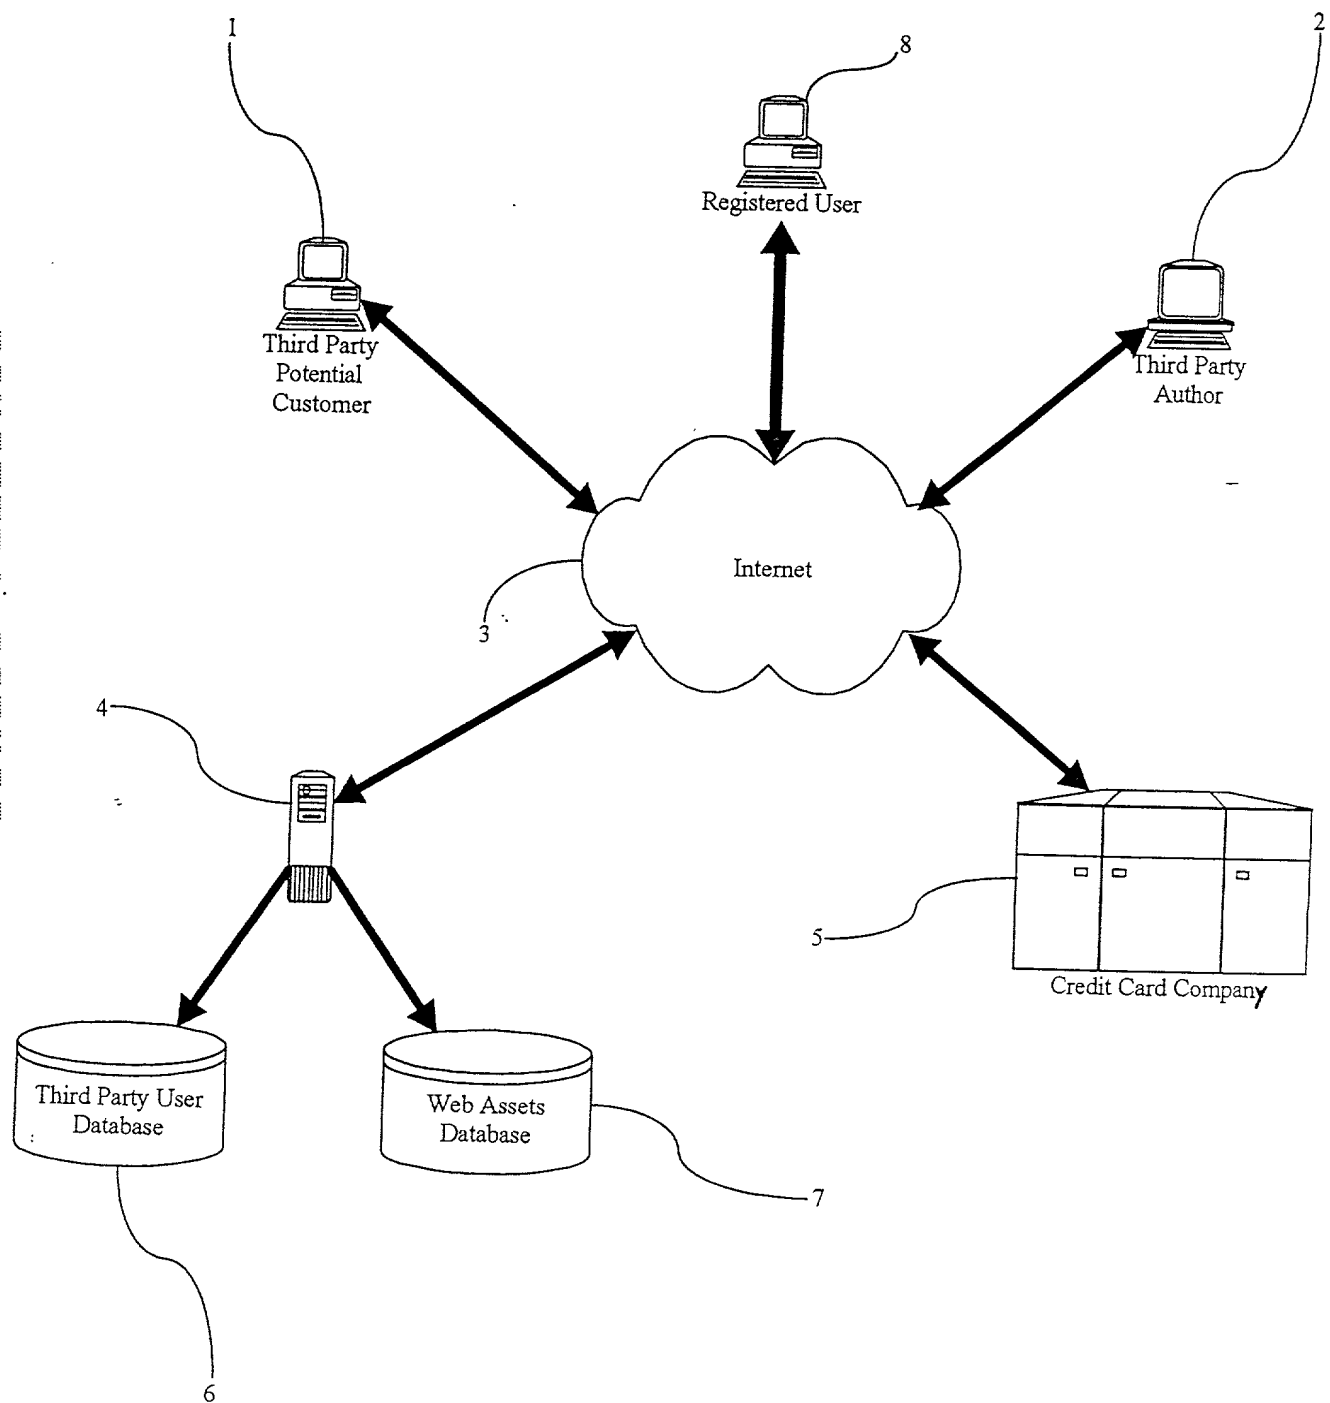 1
8
2
Registered User
Third Party
Potential
Customer
Third Party
Author
Internet
3
4
5
Credit Card Company
Third Party User
Database
Web Assets
Database
7
6